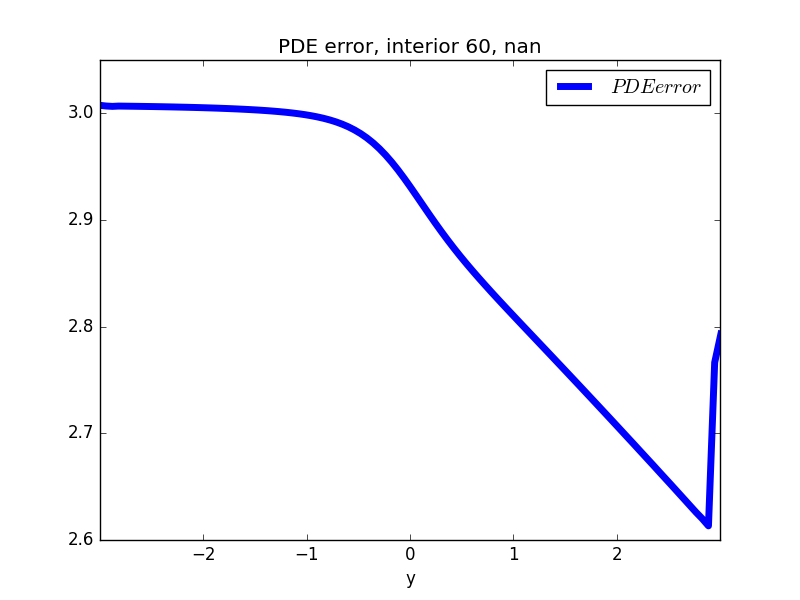 PDE error, interior 60, nan
PDEerror
3.0
2.9
2.8
2.7
2.6
−2 −1 0 1 2
y